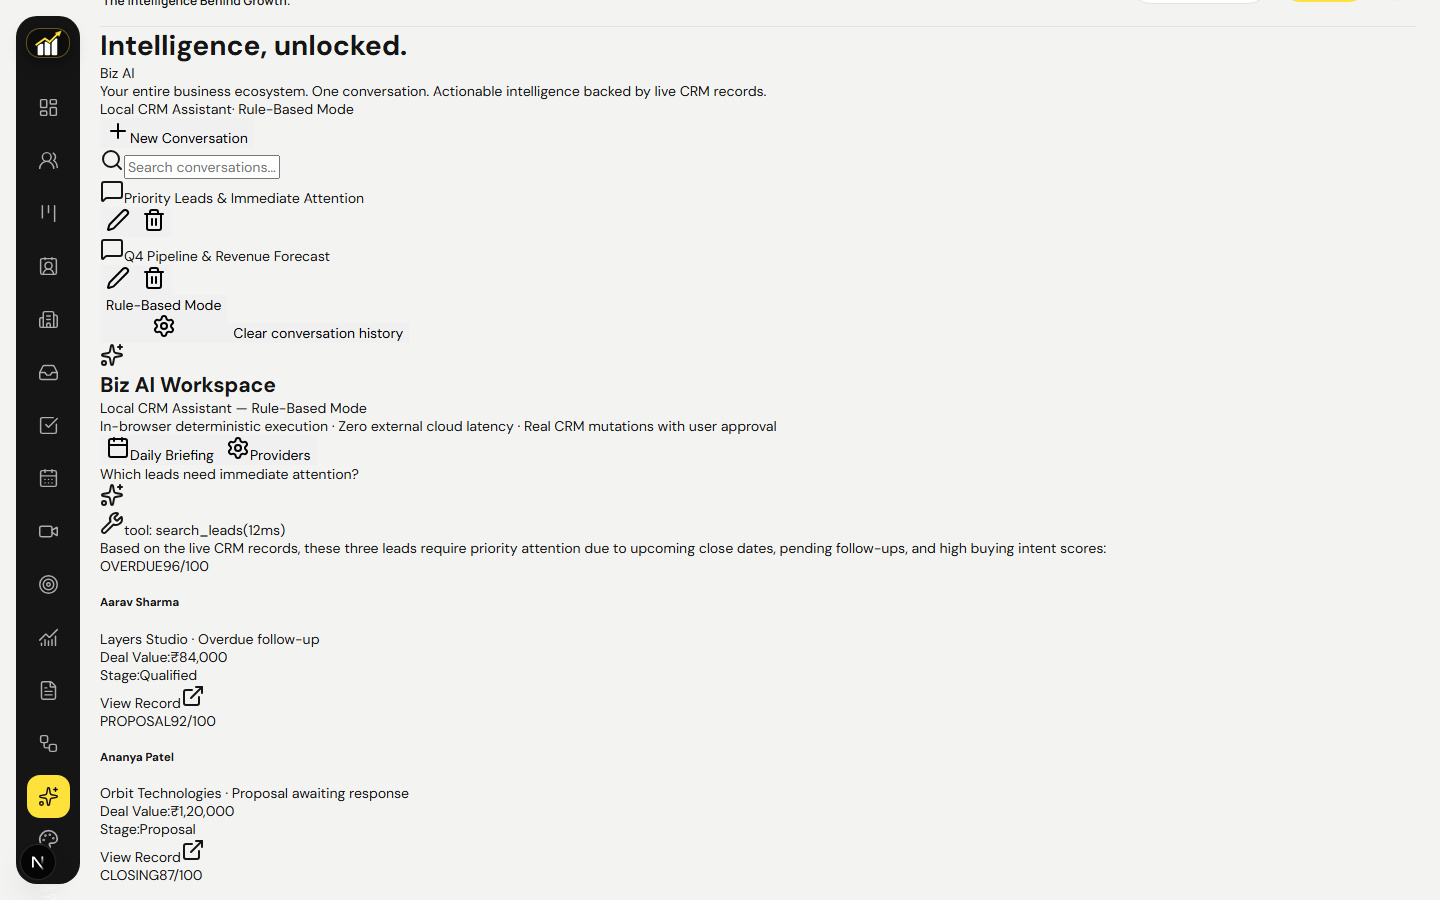 The Intelligence Behind Growth.
Intelligence, unlocked.
Biz AI
Your entire business ecosystem. One conversation. Actionable intelligence backed by live CRM records.
Local CRM Assistant· Rule-Based Mode
New Conversation
Search conversations...
Priority Leads & Immediate Attention
Q4 Pipeline & Revenue Forecast
Rule-Based Mode
Clear conversation history
Biz AI Workspace
Local CRM Assistant — Rule-Based Mode
In-browser deterministic execution · Zero external cloud latency · Real CRM mutations with user approval
Daily Briefing Providers
Which leads need immediate attention?
tool: search_leads(12ms)
Based on the live CRM records, these three leads require priority attention due to upcoming close dates, pending follow-ups, and high buying intent scores:
OVERDUE96/100
Aarav Sharma
Layers Studio · Overdue follow-up
Deal Value:₹84,000
Stage:Qualified
View Record
PROPOSAL92/100
Ananya Patel
Orbit Technologies · Proposal awaiting response
Deal Value:₹1,20,000
Stage:Proposal
View Record
CLOSING87/100
N